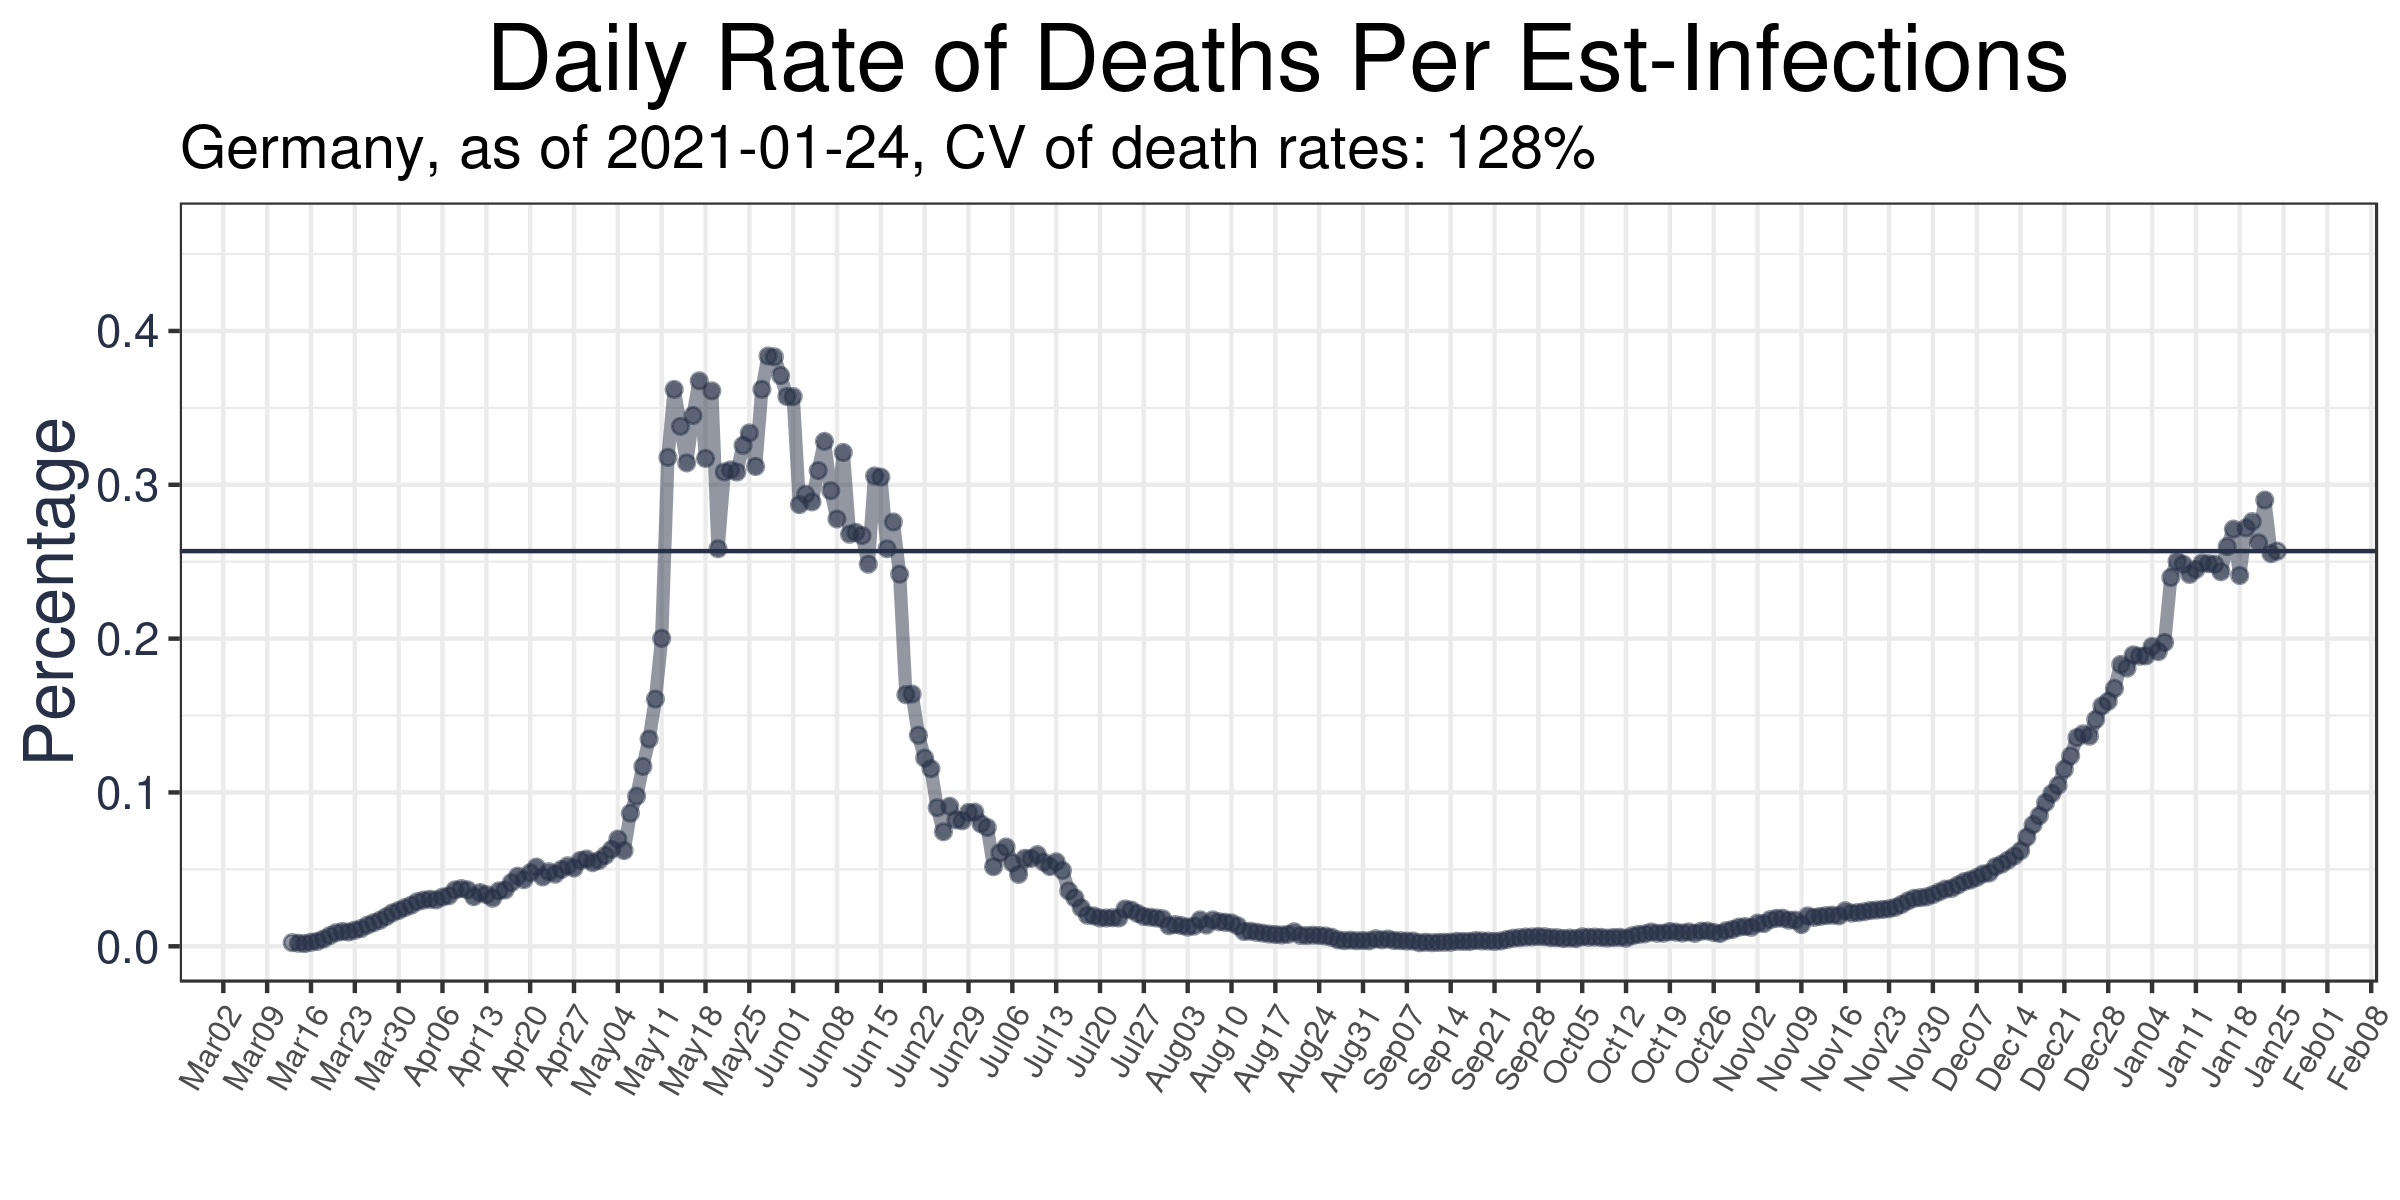 Daily Rate of Deaths Per Est-Infections
Germany, as of 2021-01-24, CV of death rates: 128%
Percentage
0.4
0.3
0.2
0.1
0.0
Mar02
Mar09
Mar16
Mar23
Mar30
Apr06
Apr13
Apr20
Apr27
May04
May11
May18
May25
Jun01
Jun08
Jun15
Jun22
Jun29
Jul06
Jul13
Jul20
Jul27
Aug03
Aug10
Aug17
Aug24
Aug31
Sep07
Sep14
Sep21
Sep28
Oct05
Oct12
Oct19
Oct26
Nov02
Nov09
Nov16
Nov23
Nov30
Dec07
Dec14
Dec21
Dec28
Jan04
Jan11
Jan18
Jan25
Feb01
Feb08